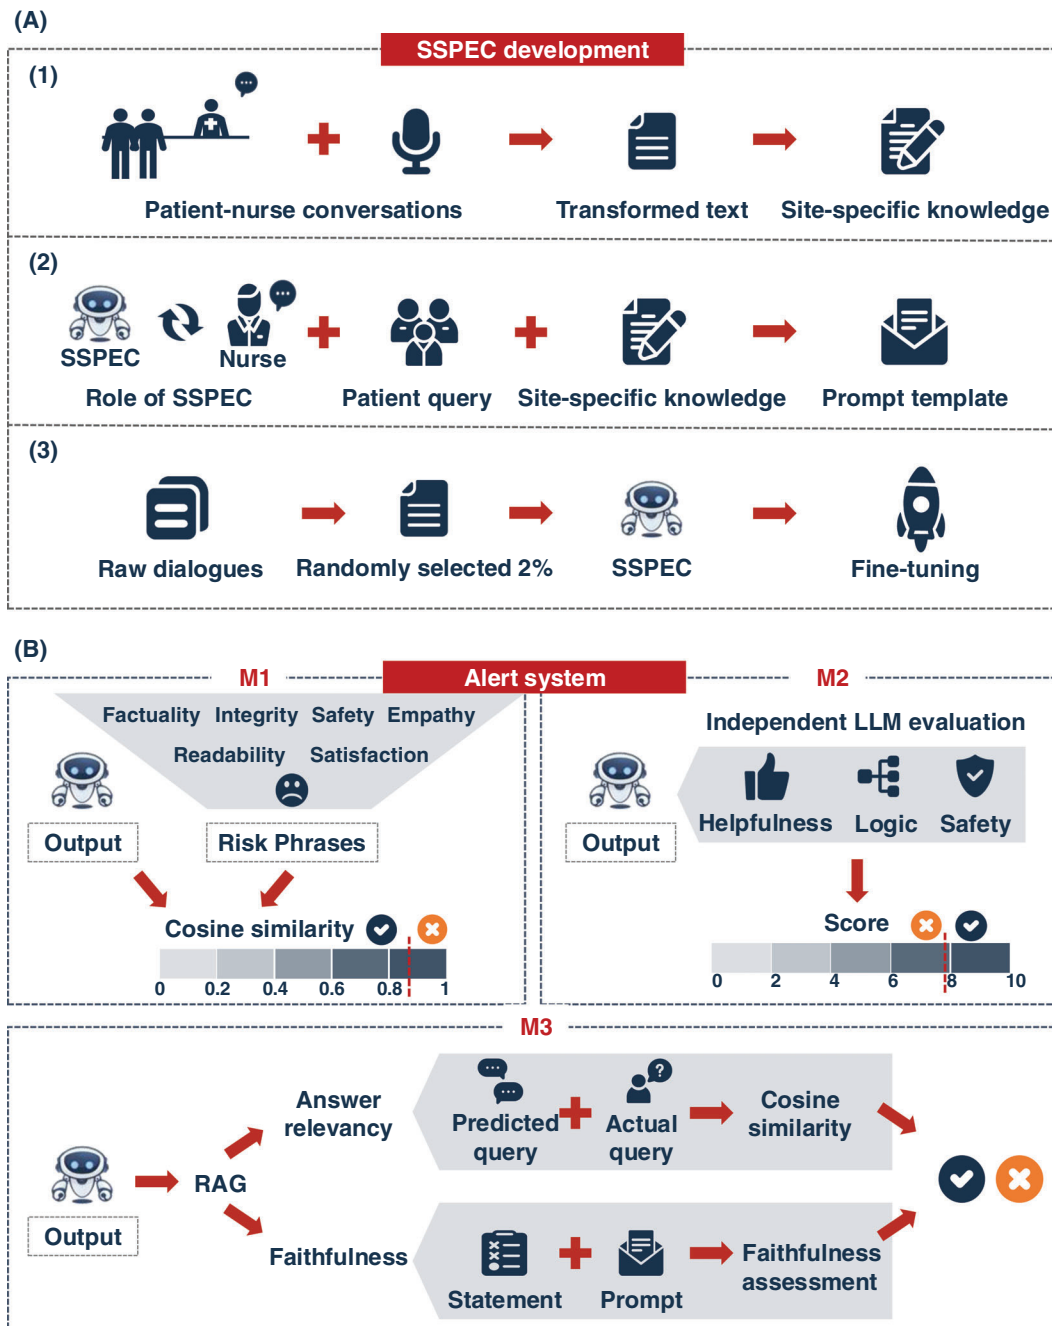 (A)
SSPEC development
(1)
Patient-nurse conversations
Transformed text
Site-specific knowledge
(2)
SSPEC
Nurse
Role of SSPEC
Patient query
Site-specific knowledge
Prompt template
(3)
Raw dialogues
Randomly selected 2%
SSPEC
Fine-tuning
(B)
Alert system
M1
Factuality Integrity Safety Empathy
Readability Satisfaction
Output
Risk Phrases
Cosine similarity
0 0.2 0.4 0.6 0.8 1
M2
Independent LLM evaluation
Helpfulness Logic Safety
Output
Score
0 2 4 6 8 10
M3
Output
RAG
Answer
relevancy
Predicted
query
Actual
query
Cosine
similarity
Faithfulness
Statement
Prompt
Faithfulness
assessment